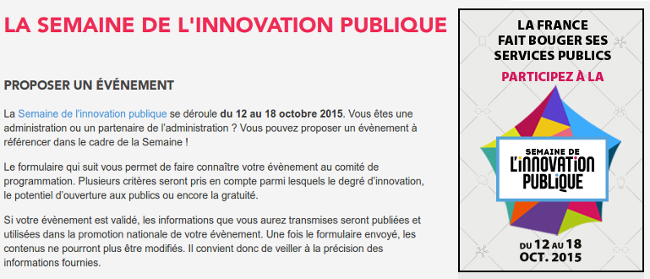 LA SEMAINE DE L'INNOVATION PUBLIQUE
PROPOSER UN ÉVÉNEMENT
La Semaine de l'innovation publique se déroule du 12 au 18 octobre 2015. Vous êtes une
administration ou un partenaire de l'administration ? Vous pouvez proposer un évènement à
référencer dans le cadre de la Semaine !
Le formulaire qui suit vous permet de faire connaître votre évènement au comité de
programmation. Plusieurs critères seront pris en compte parmi lesquels le degré d'innovation,
le potentiel d'ouverture aux publics ou encore la gratuité.
Si votre évènement est validé, les informations que vous aurez transmises seront publiées et
utilisées dans la promotion nationale de votre évènement. Une fois le formulaire envoyé, les
contenus ne pourront plus être modifiés. Il convient donc de veiller à la précision des
informations fournies.
LA FRANCE
FAIT BOUGER SES
SERVICES PUBLICS
PARTICIPEZ À LA
SEMAINE DE
L'INNOVATION
PUBLIQUE
DU 12 AU 18
OCT. 2015